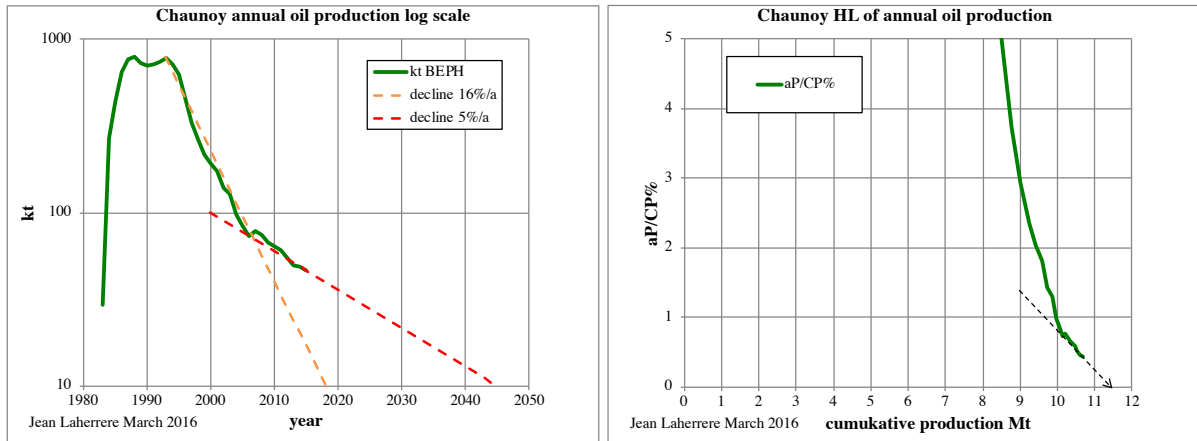 Chaunoy annual oil production log scale
1000
100
10
kt
kt BEPH
decline 16%/a
decline 5%/a
1980 1990 2000 2010 2020 2030 2040 2050
Jean Laherrere March 2016
year
Chaunoy HL of annual oil production
5
4
3
2
1
0
aP/CP%
aP/CP%
0 1 2 3 4 5 6 7 8 9 10 11 12
Jean Laherrere March 2016
cumukative production Mt